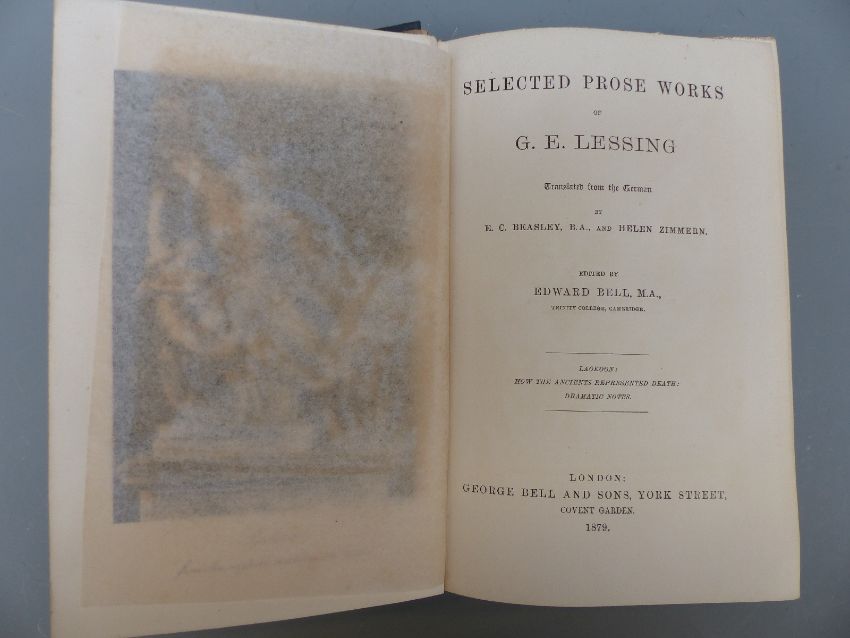 SELECTED PROSE WORKS
OF
G. E. LESSING
Translated from the German
BY
E. C. BEASLEY, B.A., AND HELEN ZIMMERN.
EDITED BY
EDWARD BELL, M.A.,
TRINITY COLLEGE, CAMBRIDGE.
LAOKOON:
HOW THE ANCIENTS REPRESENTED DEATH:
DRAMATIC NOTES.
LONDON:
GEORGE BELL AND SONS, YORK STREET,
COVENT GARDEN.
1879.